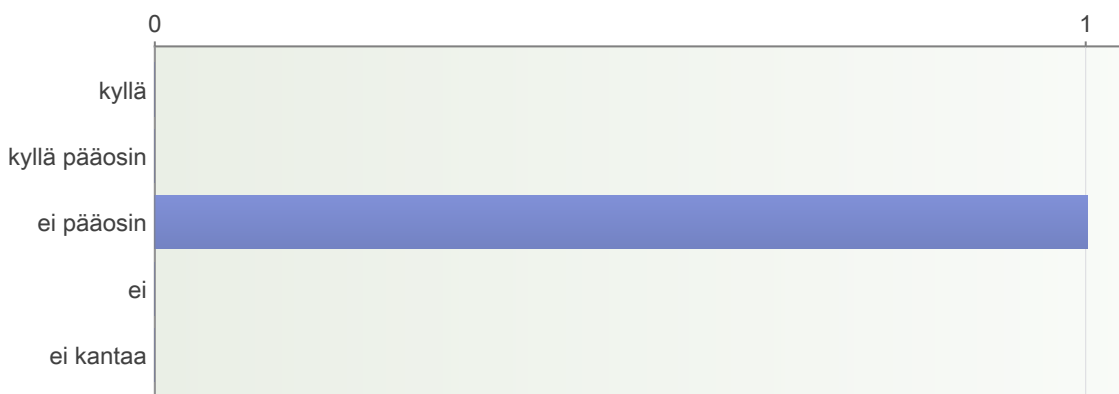 0 1
kyllä
kyllä pääosin
ei pääosin
ei
ei kantaa